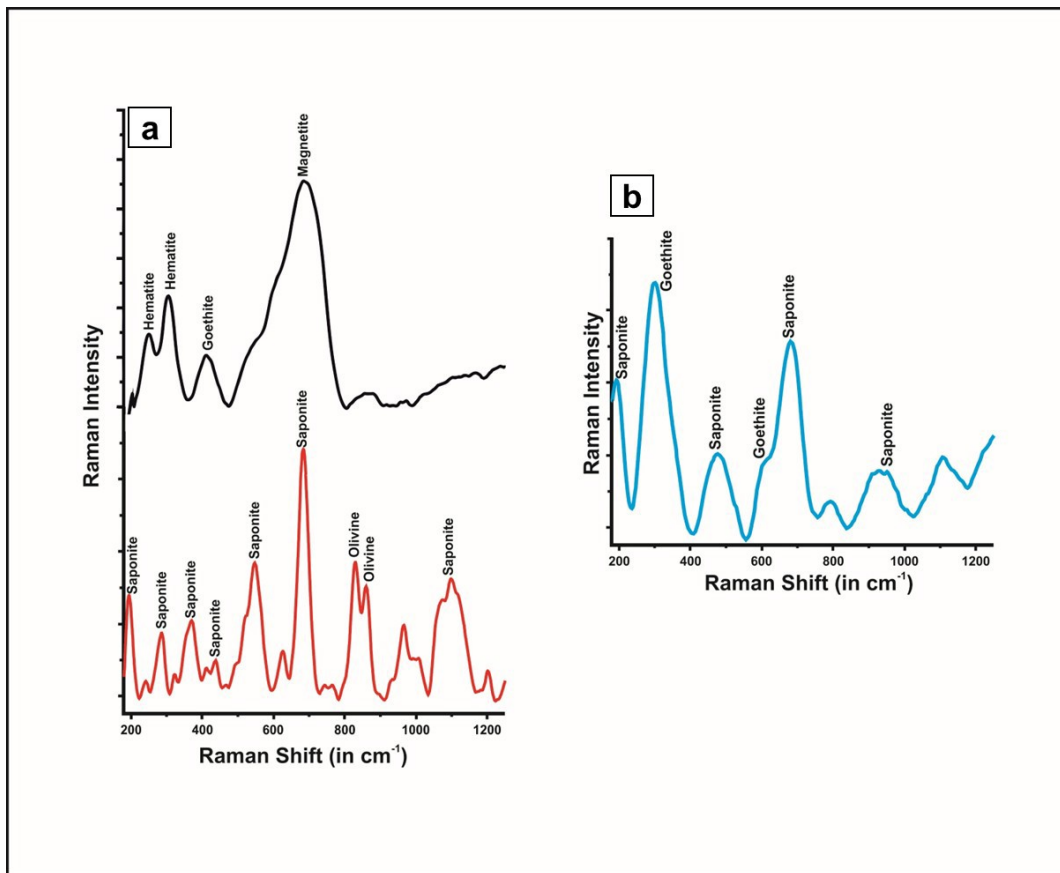 a
Magnetite
Hematite
Hematite
Goethite
Saponite
Saponite
Saponite
Saponite
Saponite
Saponite
Olivine
Olivine
Saponite
Raman Intensity
200 400 600 800 1000 1200
Raman Shift (in cm⁻¹)
b
Saponite
Goethite
Saponite
Goethite
Saponite
Saponite
Raman Intensity
200 400 600 800 1000 1200
Raman Shift (in cm⁻¹)